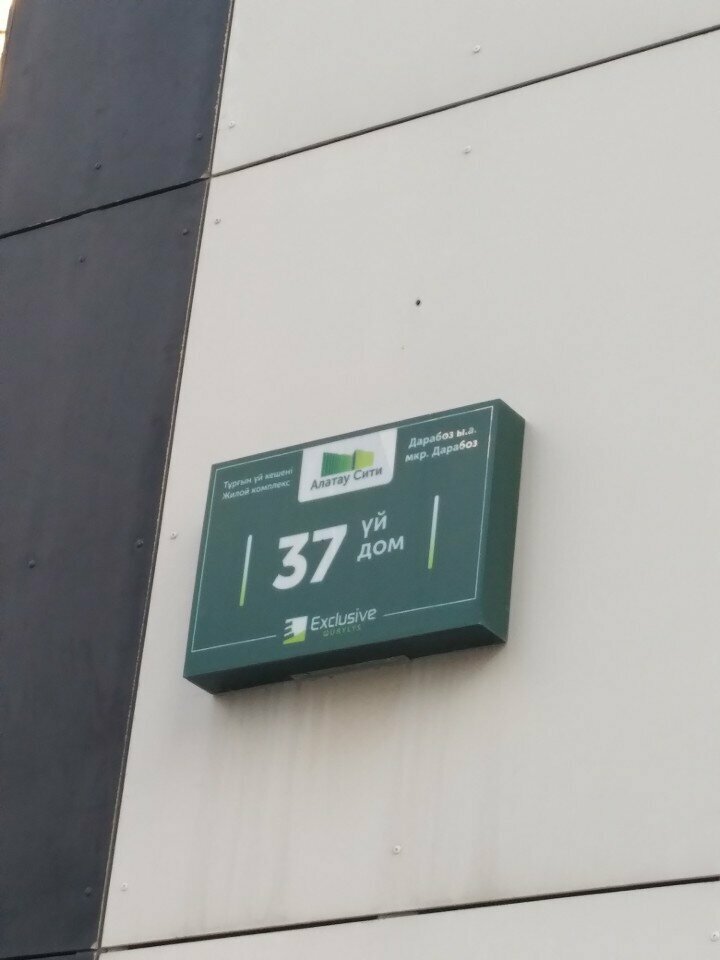 Тұрғын үй кешені
Жилой комплекс
Алатау Сити
Дарабоз ы.а.
мкр. Дарабоз
37
үй
дом
Exclusive
QURYLYS